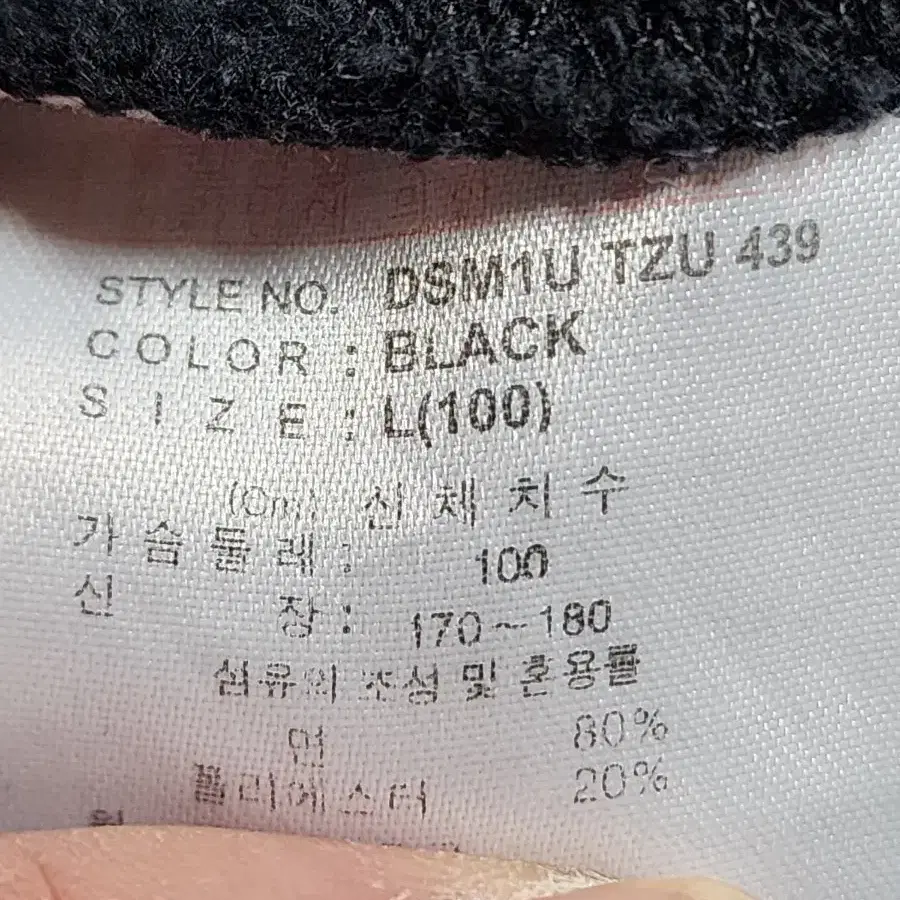 STYLE NO. DSM1U TZU 439
COLOR : BLACK
SIZE : L(100)
(Cm) 신체치수
가슴둘레 : 100
신장 : 170~180
섬유의 조성 및 혼용률
면 80%
폴리에스터 20%